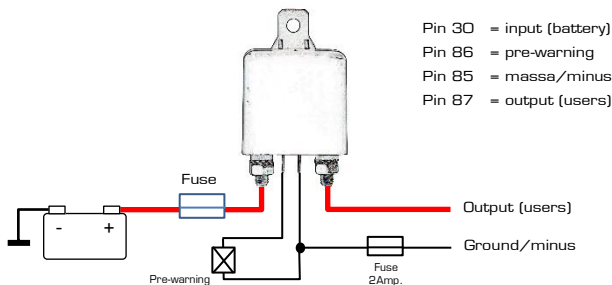 Pin 30 = input (battery)
Pin 86 = pre-warning
Pin 85 = massa/minus
Pin 87 = output (users)
Fuse
- +
Output (users)
Ground/minus
Pre-warning
Fuse
2Amp.